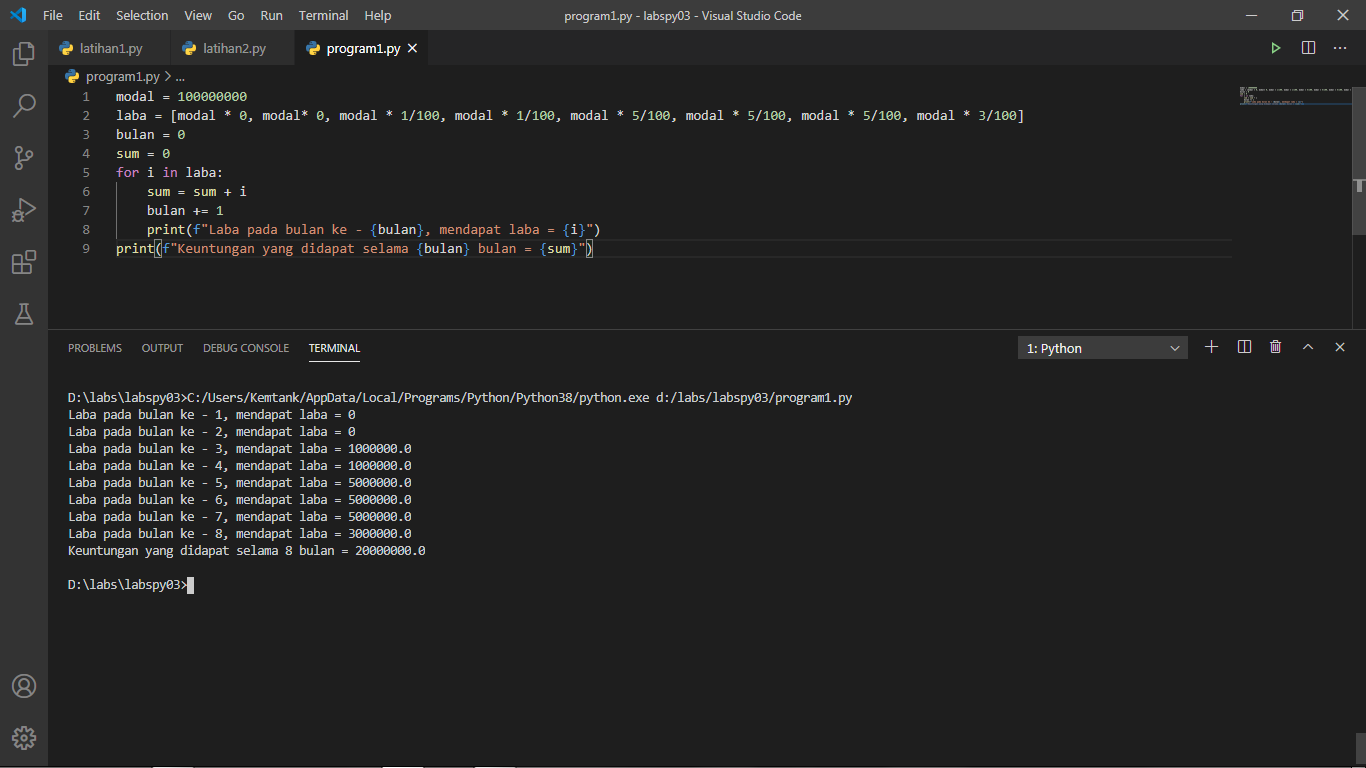 File Edit Selection View Go Run Terminal Help program1.py - labspy03 - Visual Studio Code
latihan1.py latihan2.py program1.py
program1.py > ...
1 modal = 100000000
2 laba = [modal * 0, modal* 0, modal * 1/100, modal * 1/100, modal * 5/100, modal * 5/100, modal * 5/100, modal * 3/100]
3 bulan = 0
4 sum = 0
5 for i in laba:
6 sum = sum + i
7 bulan += 1
8 print(f"Laba pada bulan ke - {bulan}, mendapat laba = {i}")
9 print(f"Keuntungan yang didapat selama {bulan} bulan = {sum}")
PROBLEMS OUTPUT DEBUG CONSOLE TERMINAL 1: Python
D:\labs\labspy03>C:/Users/Kemtank/AppData/Local/Programs/Python/Python38/python.exe d:/labs/labspy03/program1.py
Laba pada bulan ke - 1, mendapat laba = 0
Laba pada bulan ke - 2, mendapat laba = 0
Laba pada bulan ke - 3, mendapat laba = 1000000.0
Laba pada bulan ke - 4, mendapat laba = 1000000.0
Laba pada bulan ke - 5, mendapat laba = 5000000.0
Laba pada bulan ke - 6, mendapat laba = 5000000.0
Laba pada bulan ke - 7, mendapat laba = 5000000.0
Laba pada bulan ke - 8, mendapat laba = 3000000.0
Keuntungan yang didapat selama 8 bulan = 20000000.0
D:\labs\labspy03>